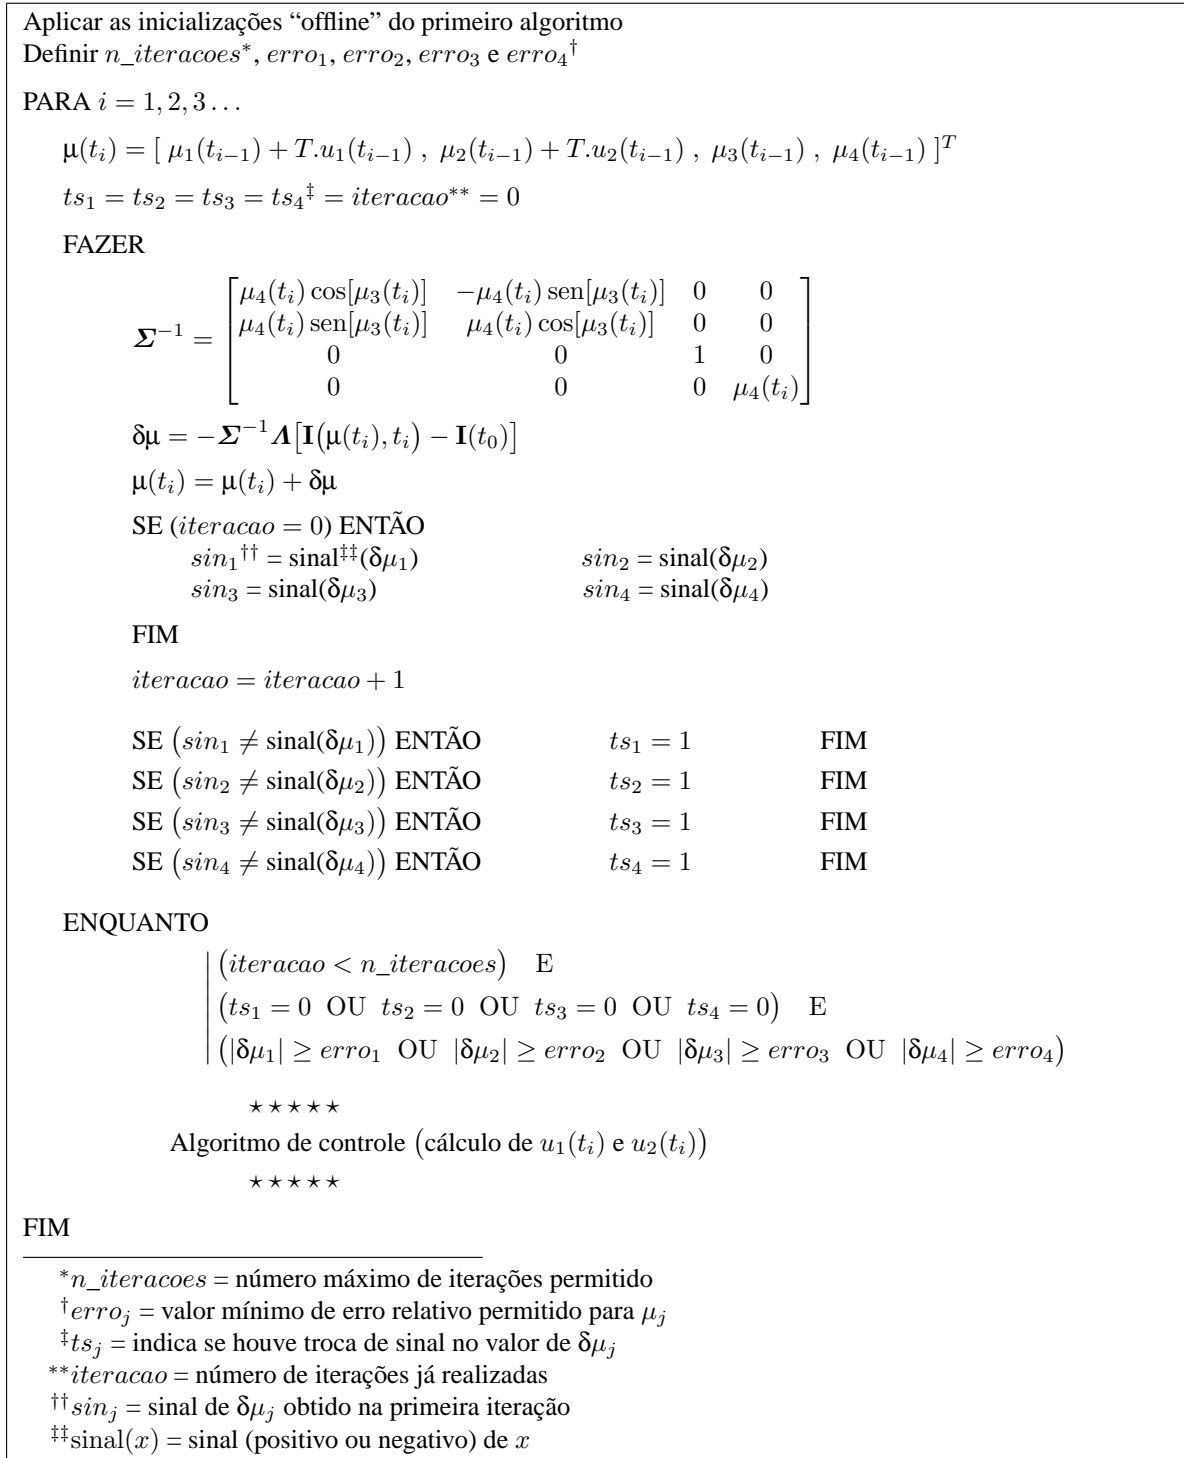 Aplicar as inicializações “offline” do primeiro algoritmo
Definir n_iteracoes*, erro₁, erro₂, erro₃ e erro₄†
PARA i = 1, 2, 3 . . .
μ(tᵢ) = [ μ₁(tᵢ₋₁) + T.u₁(tᵢ₋₁) , μ₂(tᵢ₋₁) + T.u₂(tᵢ₋₁) , μ₃(tᵢ₋₁) , μ₄(tᵢ₋₁) ]ᵀ
ts₁ = ts₂ = ts₃ = ts₄‡ = iteracao** = 0
FAZER
Σ⁻¹ = [ μ₄(tᵢ) cos[μ₃(tᵢ)] −μ₄(tᵢ) sen[μ₃(tᵢ)] 0 0
μ₄(tᵢ) sen[μ₃(tᵢ)] μ₄(tᵢ) cos[μ₃(tᵢ)] 0 0
0 0 1 0
0 0 0 μ₄(tᵢ) ]
δμ = −Σ⁻¹Λ[I(μ(tᵢ), tᵢ) − I(t₀)]
μ(tᵢ) = μ(tᵢ) + δμ
SE (iteracao = 0) ENTÃO
sin₁†† = sinal‡‡(δμ₁) sin₂ = sinal(δμ₂)
sin₃ = sinal(δμ₃) sin₄ = sinal(δμ₄)
FIM
iteracao = iteracao + 1
SE (sin₁ ≠ sinal(δμ₁)) ENTÃO ts₁ = 1 FIM
SE (sin₂ ≠ sinal(δμ₂)) ENTÃO ts₂ = 1 FIM
SE (sin₃ ≠ sinal(δμ₃)) ENTÃO ts₃ = 1 FIM
SE (sin₄ ≠ sinal(δμ₄)) ENTÃO ts₄ = 1 FIM
ENQUANTO
(iteracao < n_iteracoes) E
(ts₁ = 0 OU ts₂ = 0 OU ts₃ = 0 OU ts₄ = 0) E
(|δμ₁| ≥ erro₁ OU |δμ₂| ≥ erro₂ OU |δμ₃| ≥ erro₃ OU |δμ₄| ≥ erro₄)
⋆⋆⋆⋆⋆
Algoritmo de controle (cálculo de u₁(tᵢ) e u₂(tᵢ))
⋆⋆⋆⋆⋆
FIM
*n_iteracoes = número máximo de iterações permitido
†erroⱼ = valor mínimo de erro relativo permitido para μⱼ
‡tsⱼ = indica se houve troca de sinal no valor de δμⱼ
**iteracao = número de iterações já realizadas
††sinⱼ = sinal de δμⱼ obtido na primeira iteração
‡‡sinal(x) = sinal (positivo ou negativo) de x